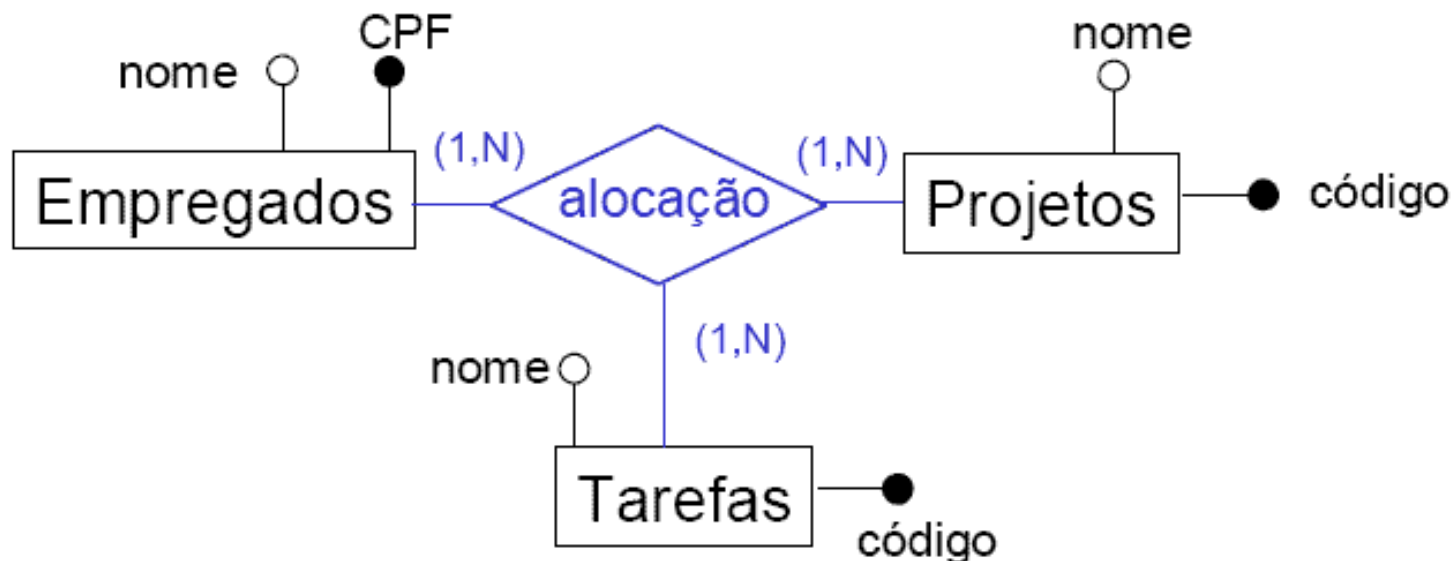 CPF
nome
nome
(1,N)
(1,N)
Empregados
alocação
Projetos
código
(1,N)
nome
Tarefas
código